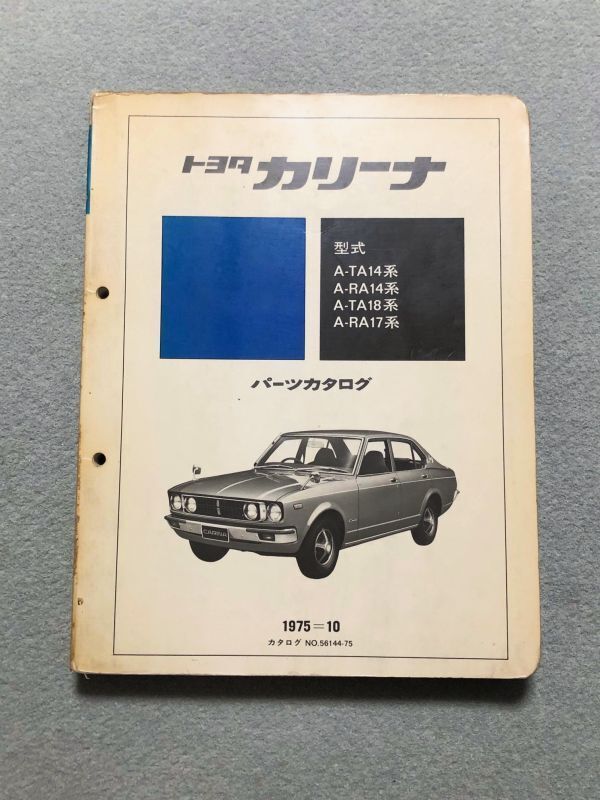 トヨタ カリーナ
型式
A-TA14系
A-RA14系
A-TA18系
A-RA17系
パーツカタログ
CARINA
1975=10
カタログ NO.56144-75